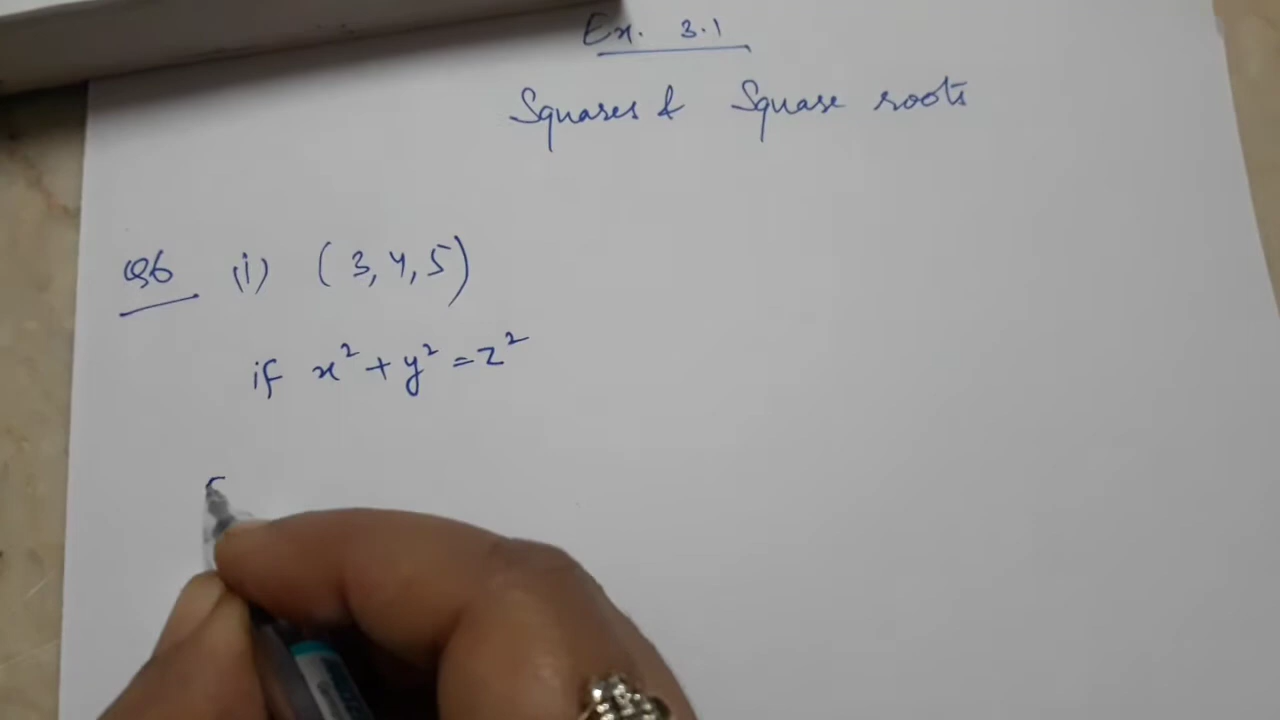 Ex. 3.1
Squares & Square roots
Q6 (i) (3, 4, 5)
if x² + y² = z²